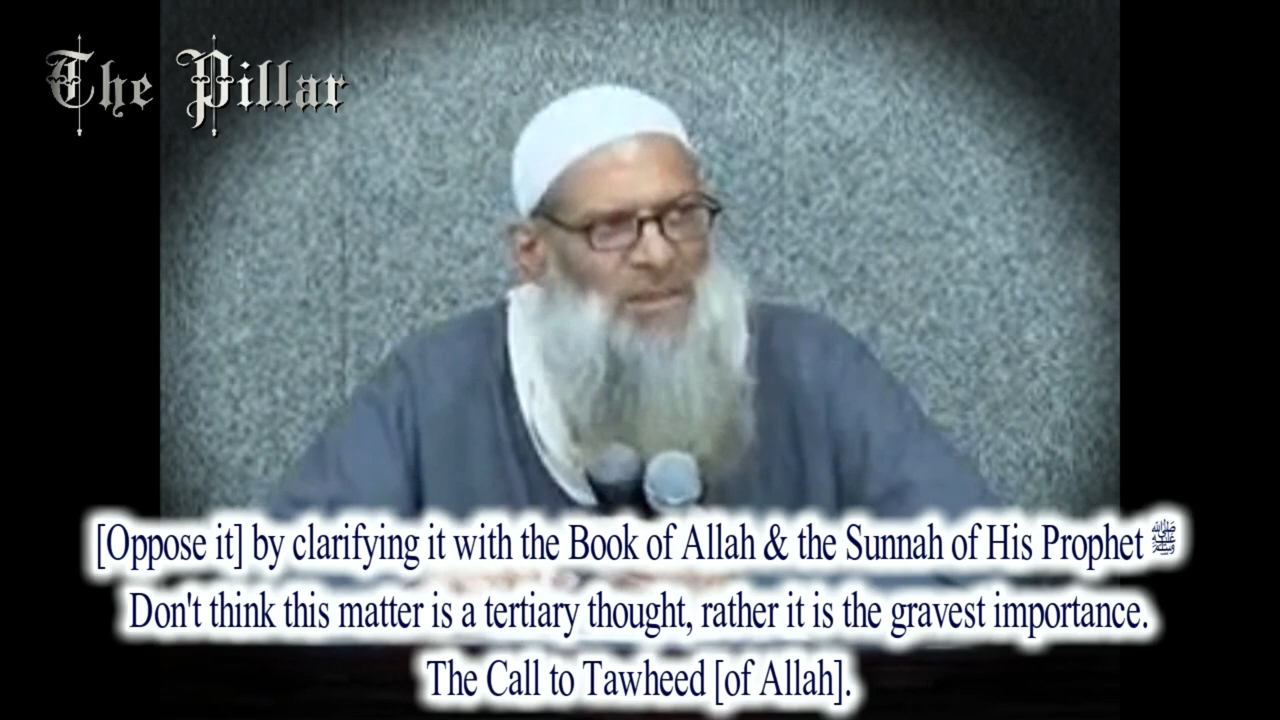 The Pillar
[Oppose it] by clarifying it with the Book of Allah & the Sunnah of His Prophet ﷺ
Don't think this matter is a tertiary thought, rather it is the gravest importance.
The Call to Tawheed [of Allah].